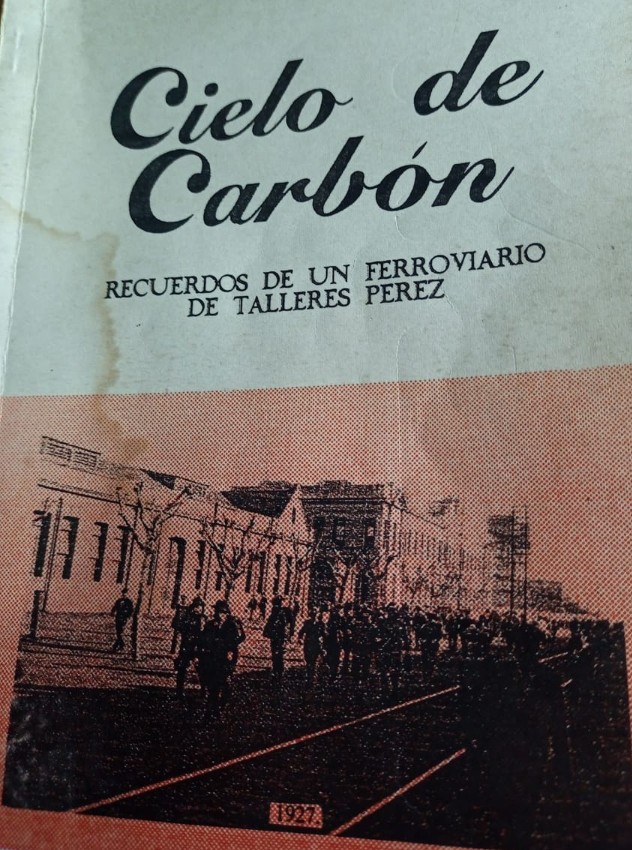 Cielo de
Carbón
RECUERDOS DE UN FERROVIARIO
DE TALLERES PEREZ
1927